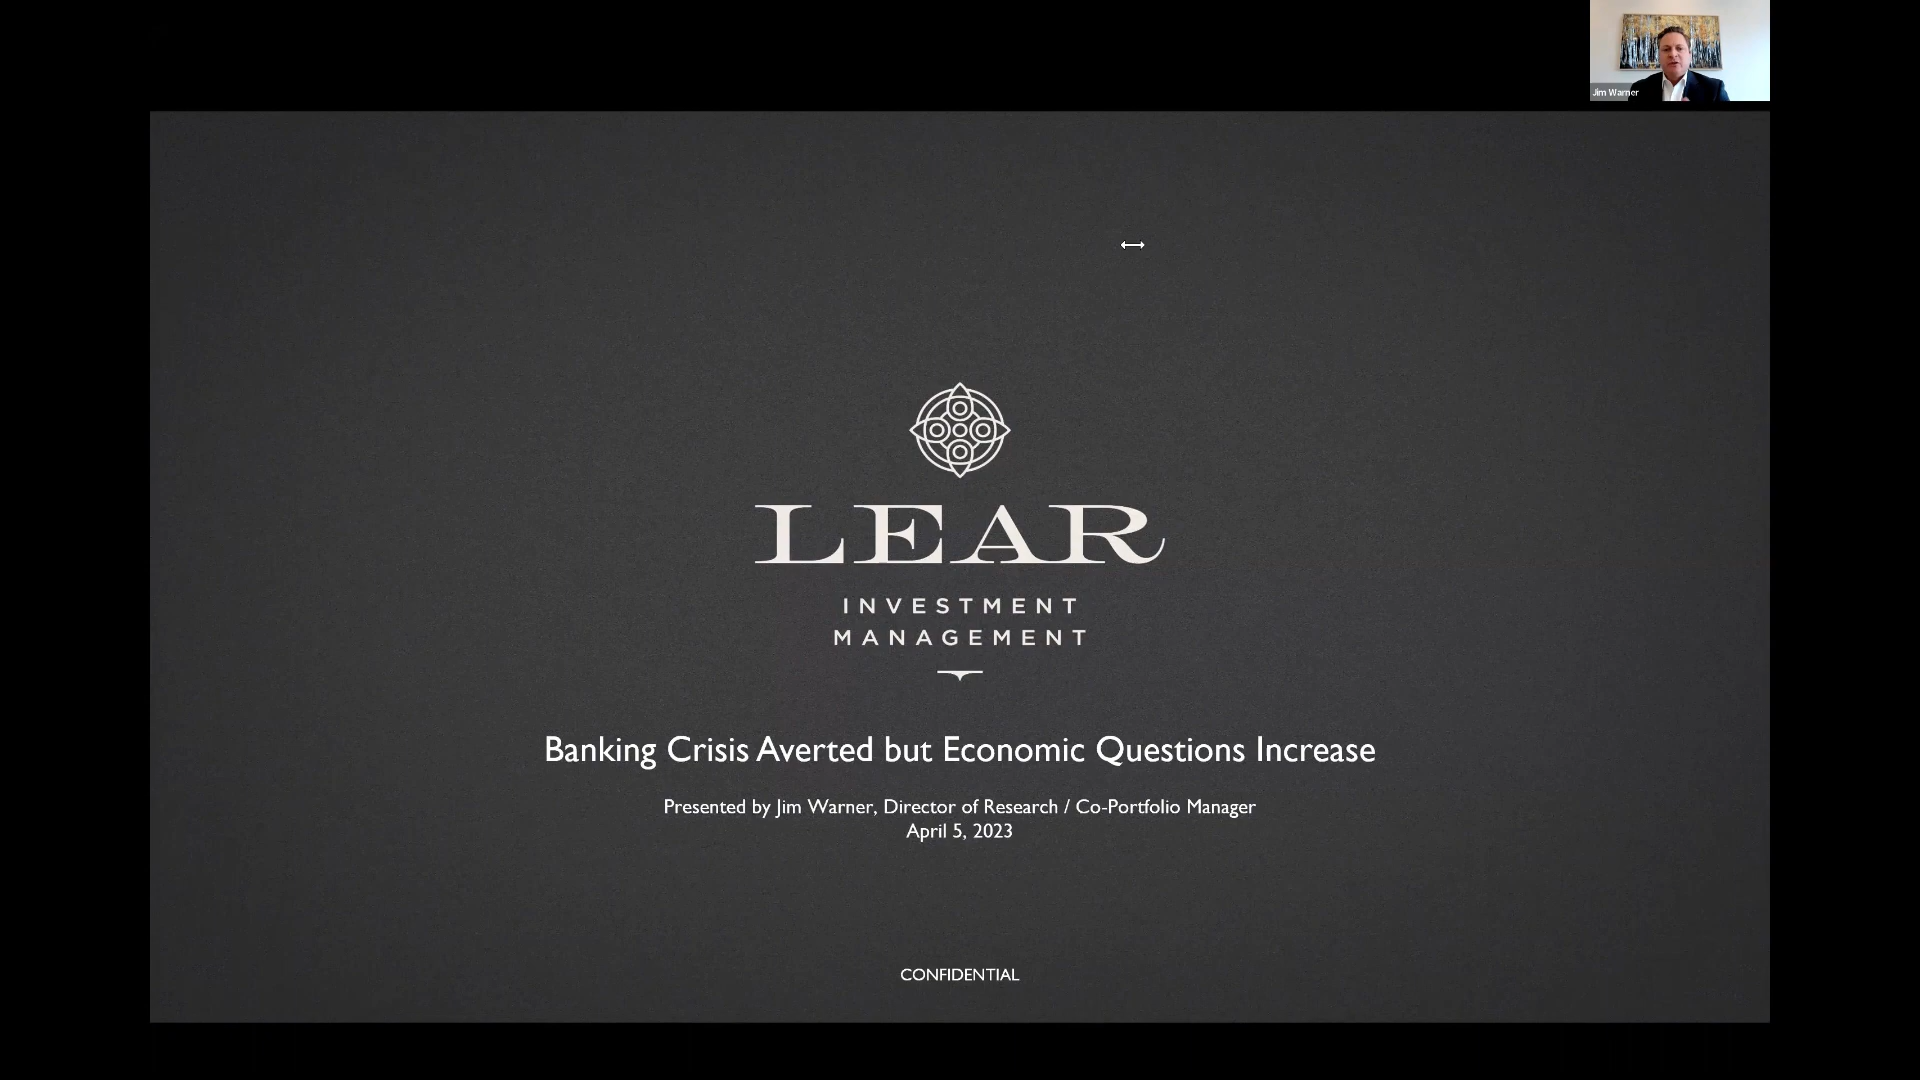 Jim Warner
LEAR
INVESTMENT
MANAGEMENT
Banking Crisis Averted but Economic Questions Increase
Presented by Jim Warner, Director of Research / Co-Portfolio Manager
April 5, 2023
CONFIDENTIAL